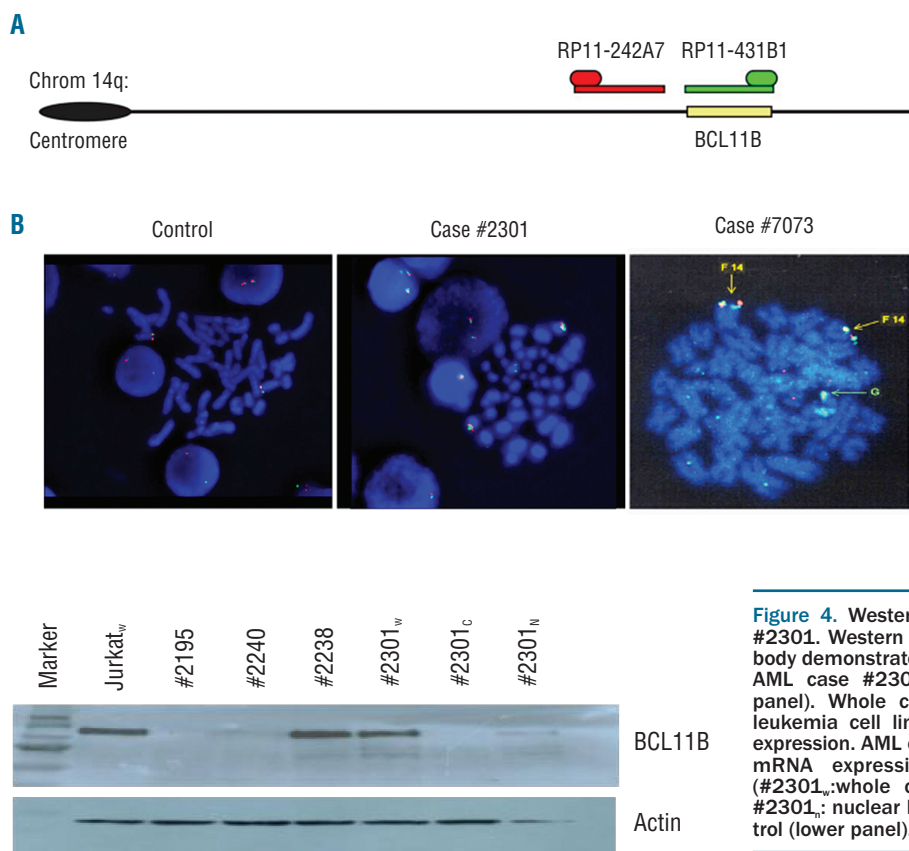 A
RP11-242A7 RP11-431B1
Chrom 14q:
Centromere
BCL11B
B
Control Case #2301 Case #7073
F 14
F 14
G
Marker
Jurkatw
#2195
#2240
#2238
#2301w
#2301c
#2301N
BCL11B
Actin
Figure 4. Wester
#2301. Western
body demonstrate
AML case #230
panel). Whole c
leukemia cell lin
expression. AML
mRNA expressi
(#2301w:whole c
#2301n: nuclear
trol (lower panel)